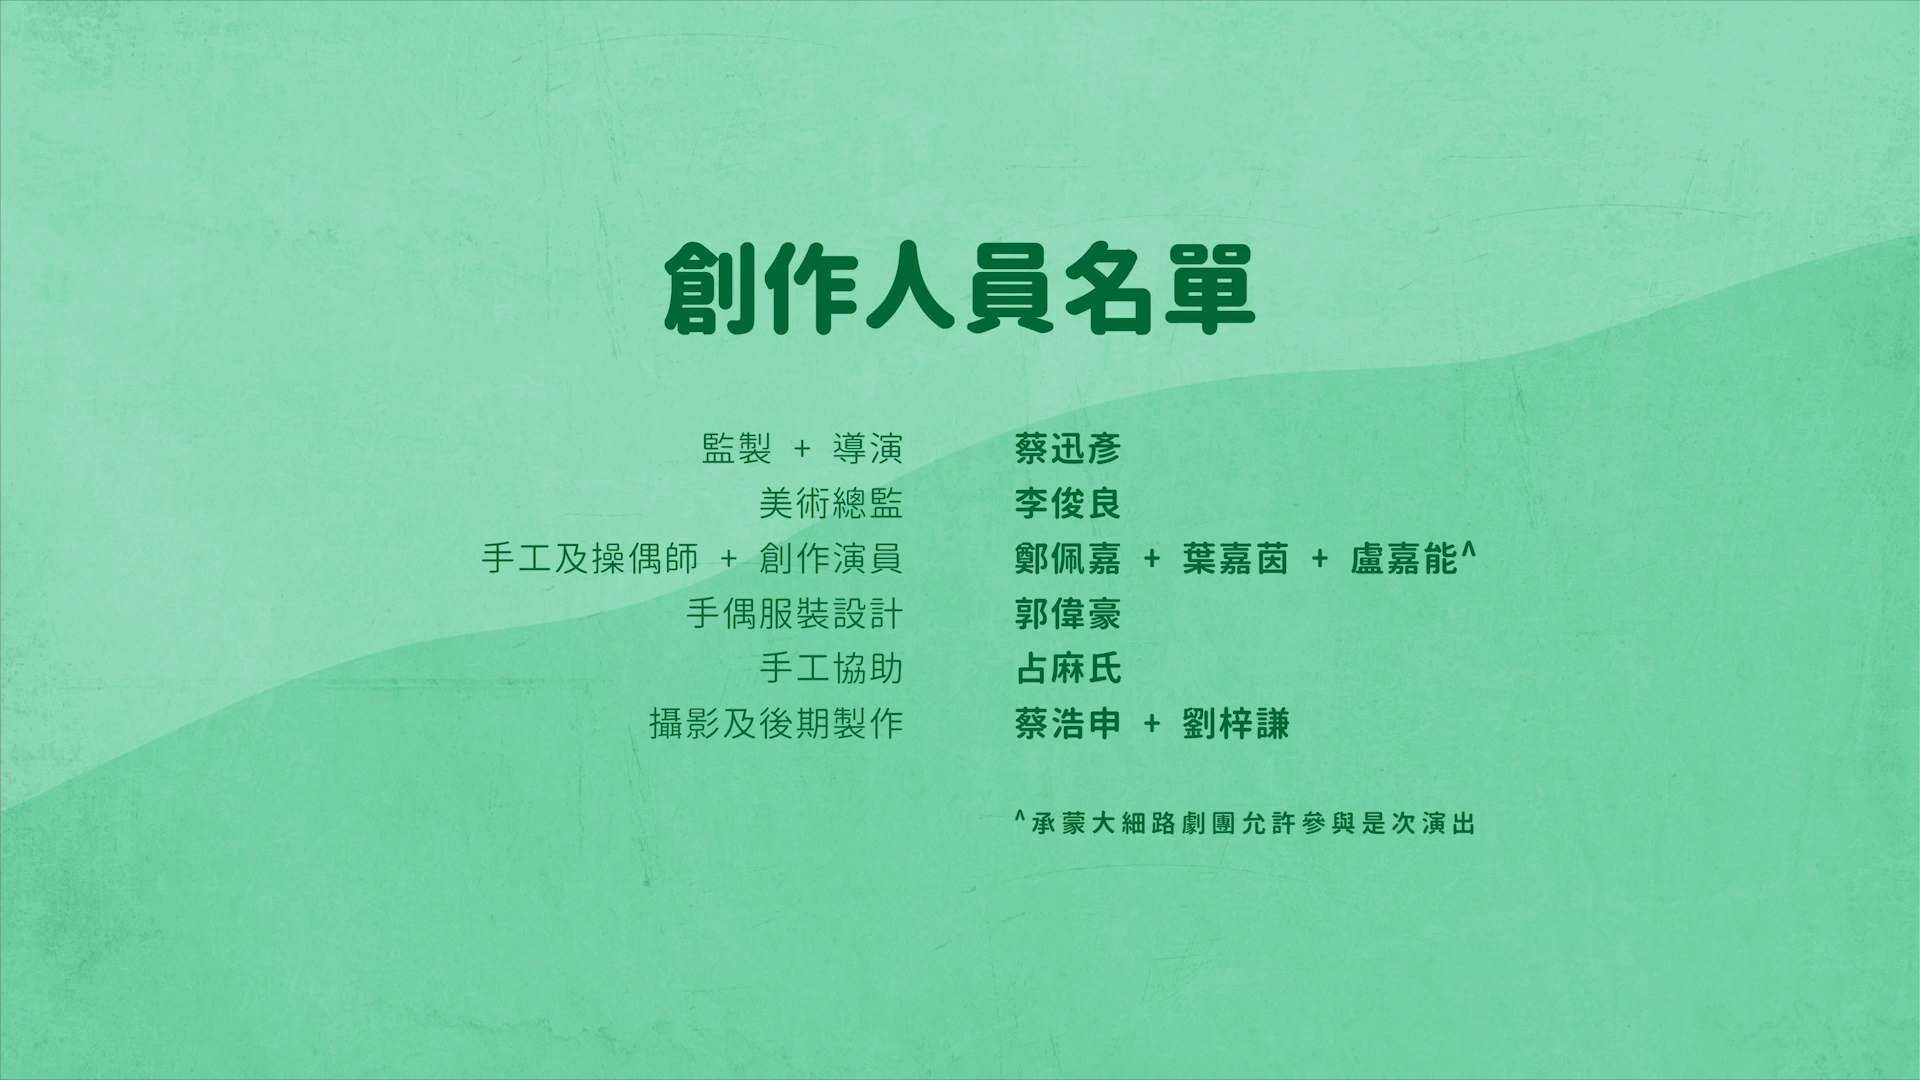 創作人員名單
監製 + 導演 蔡迅彥
美術總監 李俊良
手工及操偶師 + 創作演員 鄭佩嘉 + 葉嘉茵 + 盧嘉能^
手偶服裝設計 郭偉豪
手工協助 占麻氏
攝影及後期製作 蔡浩申 + 劉梓謙
^承蒙大細路劇團允許參與是次演出